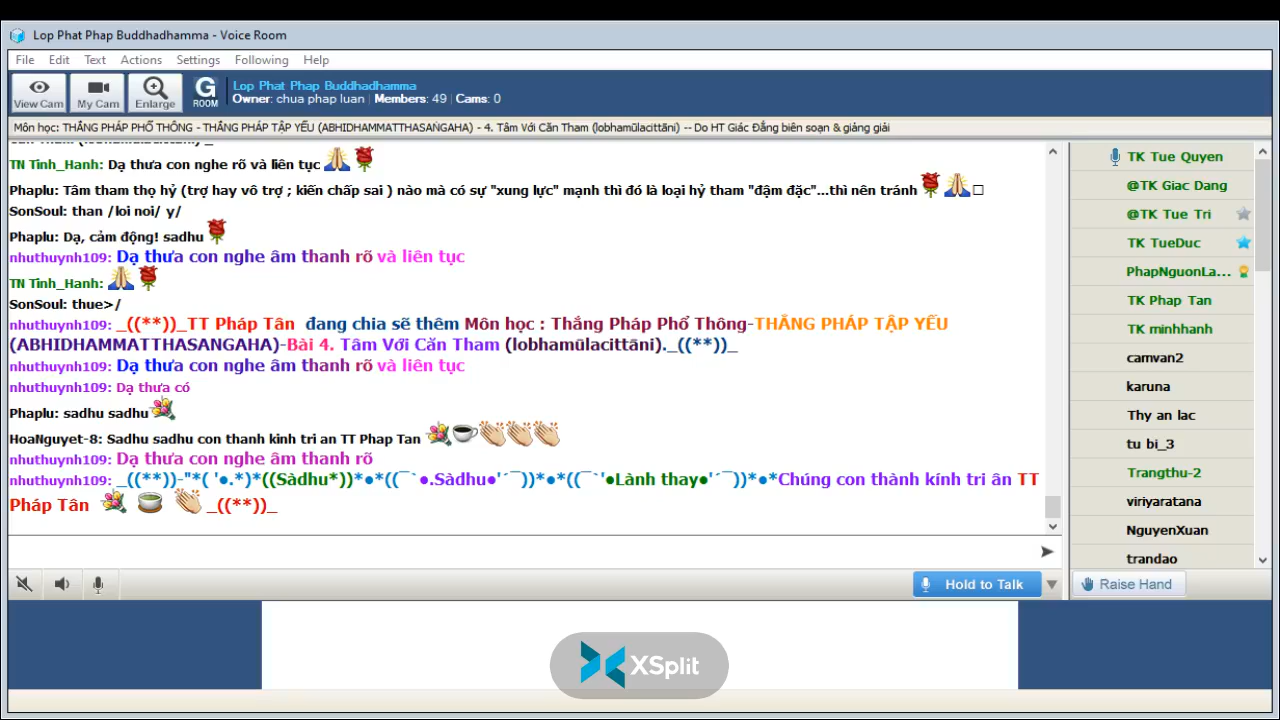 Lop Phat Phap Buddhadhamma - Voice Room
File Edit Text Actions Settings Following Help
View Cam My Cam Enlarge G ROOM
Lop Phat Phap Buddhadhamma
Owner: chua phap luan | Members: 49 | Cams: 0
Môn học: THẮNG PHÁP PHỔ THÔNG - THẮNG PHÁP TẬP YẾU (ABHIDHAMMATTHASAṄGAHA) - 4. Tâm Với Căn Tham (lobhamūlacittāni) -- Do HT Giác Đẳng biên soạn & giảng giải
TN Tinh_Hanh: Dạ thưa con nghe rõ và liên tục
Phaplu: Tâm tham thọ hỷ (trợ hay vô trợ ; kiến chấp sai ) nào mà có sự "xung lực" mạnh thì đó là loại hỷ tham "đậm đặc"...thì nên tránh
SonSoul: than /loi noi/ y/
Phaplu: Dạ, cảm động! sadhu
nhuthuynh109: Dạ thưa con nghe âm thanh rõ và liên tục
TN Tinh_Hanh:
SonSoul: thue>/
nhuthuynh109: _((**))_TT Pháp Tân đang chia sẽ thêm Môn học : Thắng Pháp Phổ Thông-THẮNG PHÁP TẬP YẾU
(ABHIDHAMMATTHASANGAHA)-Bài 4. Tâm Với Căn Tham (lobhamūlacittāni)._((**))_
nhuthuynh109: Dạ thưa con nghe âm thanh rõ và liên tục
nhuthuynh109: Dạ thưa có
Phaplu: sadhu sadhu
HoaNguyet-8: Sadhu sadhu con thanh kinh tri an TT Phap Tan
nhuthuynh109: Dạ thưa con nghe âm thanh rõ
nhuthuynh109: _((**))-"*( '●.*)*((Sàdhu*))*●*((¯`●.Sàdhu●'´¯))*●*((¯`'●Lành thay●'´¯))*●*Chúng con thành kính tri ân TT
Pháp Tân _((**))_
TK Tue Quyen
@TK Giac Dang
@TK Tue Tri
TK TueDuc
PhapNguonLa...
TK Phap Tan
TK minhhanh
camvan2
karuna
Thy an lac
tu bi_3
Trangthu-2
viriyaratana
NguyenXuan
trandao
Hold to Talk
Raise Hand
XSplit